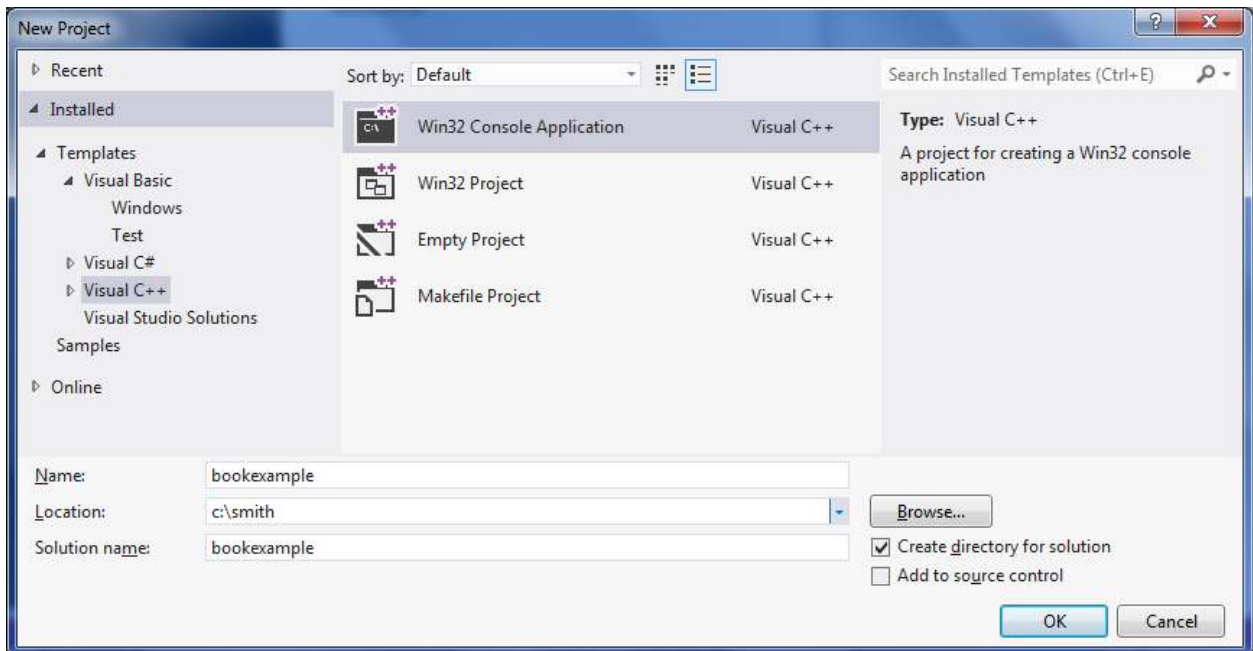 New Project
Recent
Installed
Templates
Visual Basic
Windows
Test
Visual C#
Visual C++
Visual Studio Solutions
Samples
Online
Sort by: Default
Win32 Console Application Visual C++
Win32 Project Visual C++
Empty Project Visual C++
Makefile Project Visual C++
Search Installed Templates (Ctrl+E)
Type: Visual C++
A project for creating a Win32 console
application
Name: bookexample
Location: c:\smith
Browse...
Solution name: bookexample
Create directory for solution
Add to source control
OK Cancel